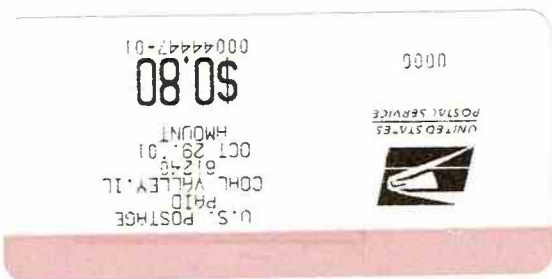 U.S. POSTAGE
PAID
COAL VALLEY.IL
61240
OCT 29.01
AMOUNT
$0.80
00044447-01
UNITED STATES
POSTAL SERVICE
0000